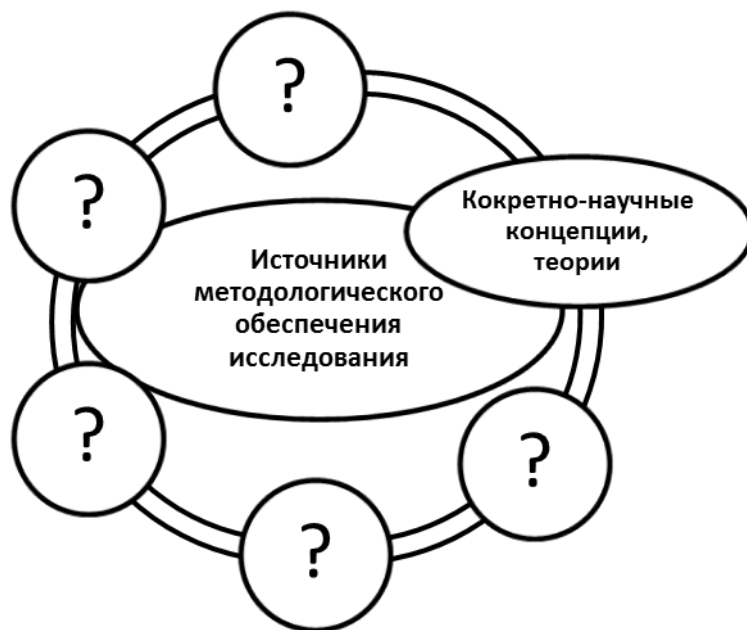 ?
?
Кокретно-научные
концепции,
теории
Источники
методологического
обеспечения
исследования
?
?
?